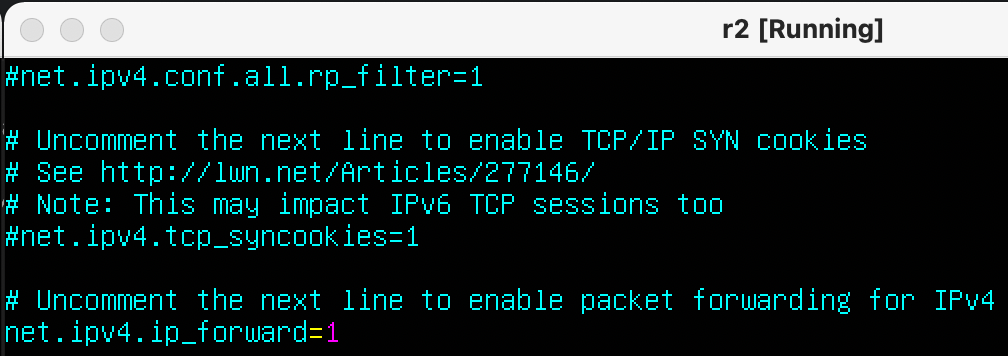 r2 [Running]
#net.ipv4.conf.all.rp_filter=1
# Uncomment the next line to enable TCP/IP SYN cookies
# See http://lwn.net/Articles/277146/
# Note: This may impact IPv6 TCP sessions too
#net.ipv4.tcp_syncookies=1
# Uncomment the next line to enable packet forwarding for IPv4
net.ipv4.ip_forward=1